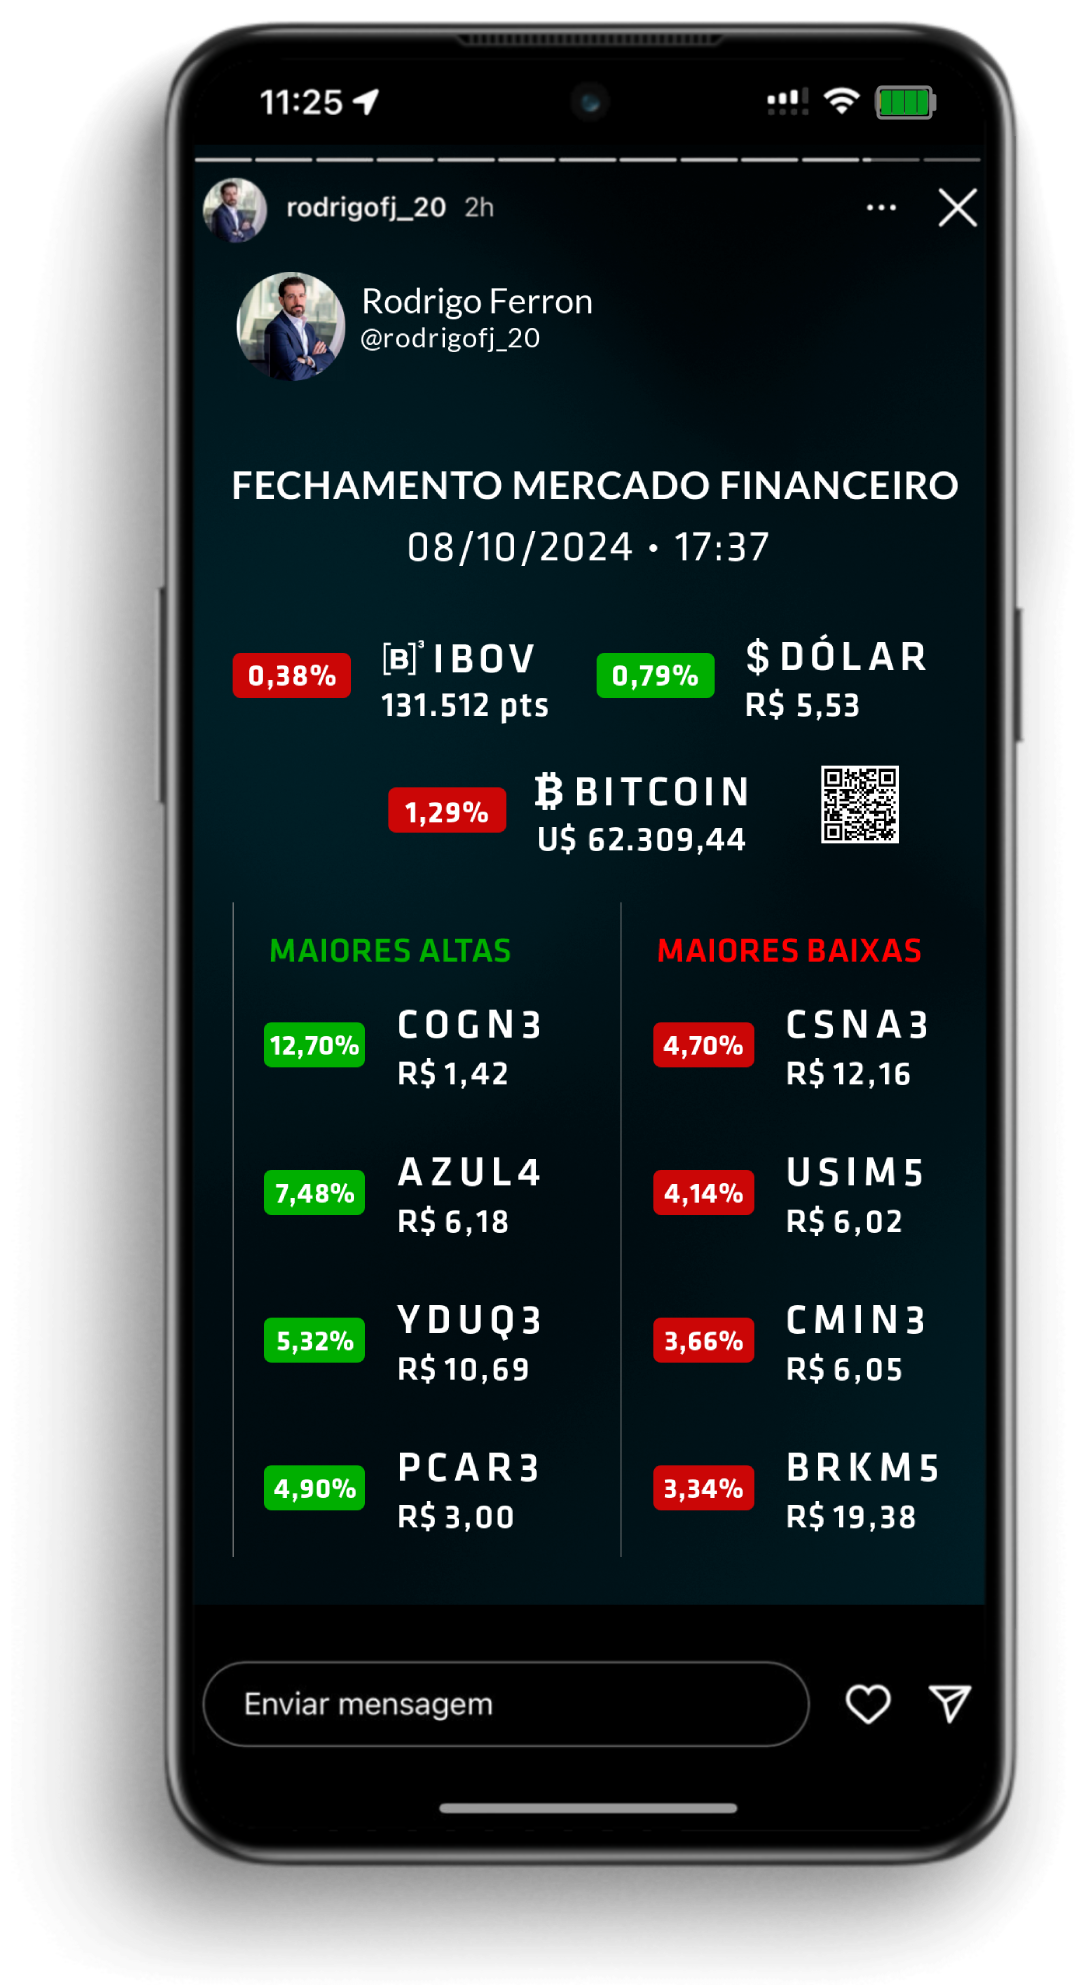 11:25
rodrigofj_20 2h
Rodrigo Ferron
@rodrigofj_20
FECHAMENTO MERCADO FINANCEIRO
08/10/2024 • 17:37
0,38% [B]³ IBOV
131.512 pts
0,79% $ DÓLAR
R$ 5,53
1,29% ₿ BITCOIN
U$ 62.309,44
MAIORES ALTAS
12,70% COGN3
R$ 1,42
7,48% AZUL4
R$ 6,18
5,32% YDUQ3
R$ 10,69
4,90% PCAR3
R$ 3,00
MAIORES BAIXAS
4,70% CSNA3
R$ 12,16
4,14% USIM5
R$ 6,02
3,66% CMIN3
R$ 6,05
3,34% BRKM5
R$ 19,38
Enviar mensagem